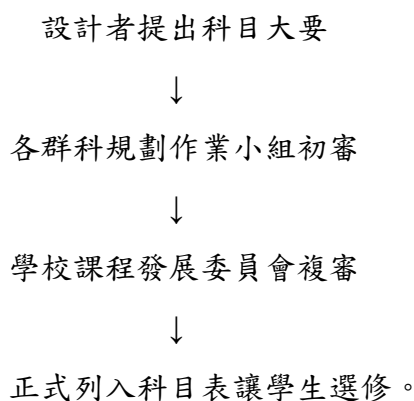 設計者提出科目大要
↓
各群科規劃作業小組初審
↓
學校課程發展委員會複審
↓
正式列入科目表讓學生選修。